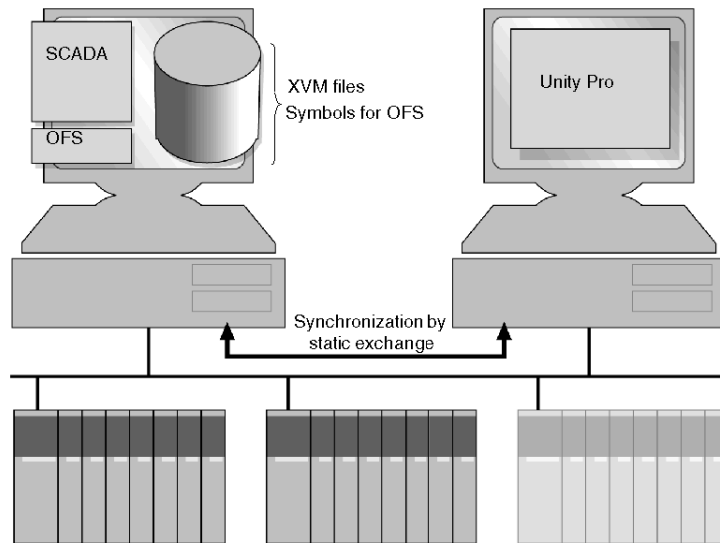 SCADA
OFS
XVM files
Symbols for OFS
Unity Pro
Synchronization by
static exchange